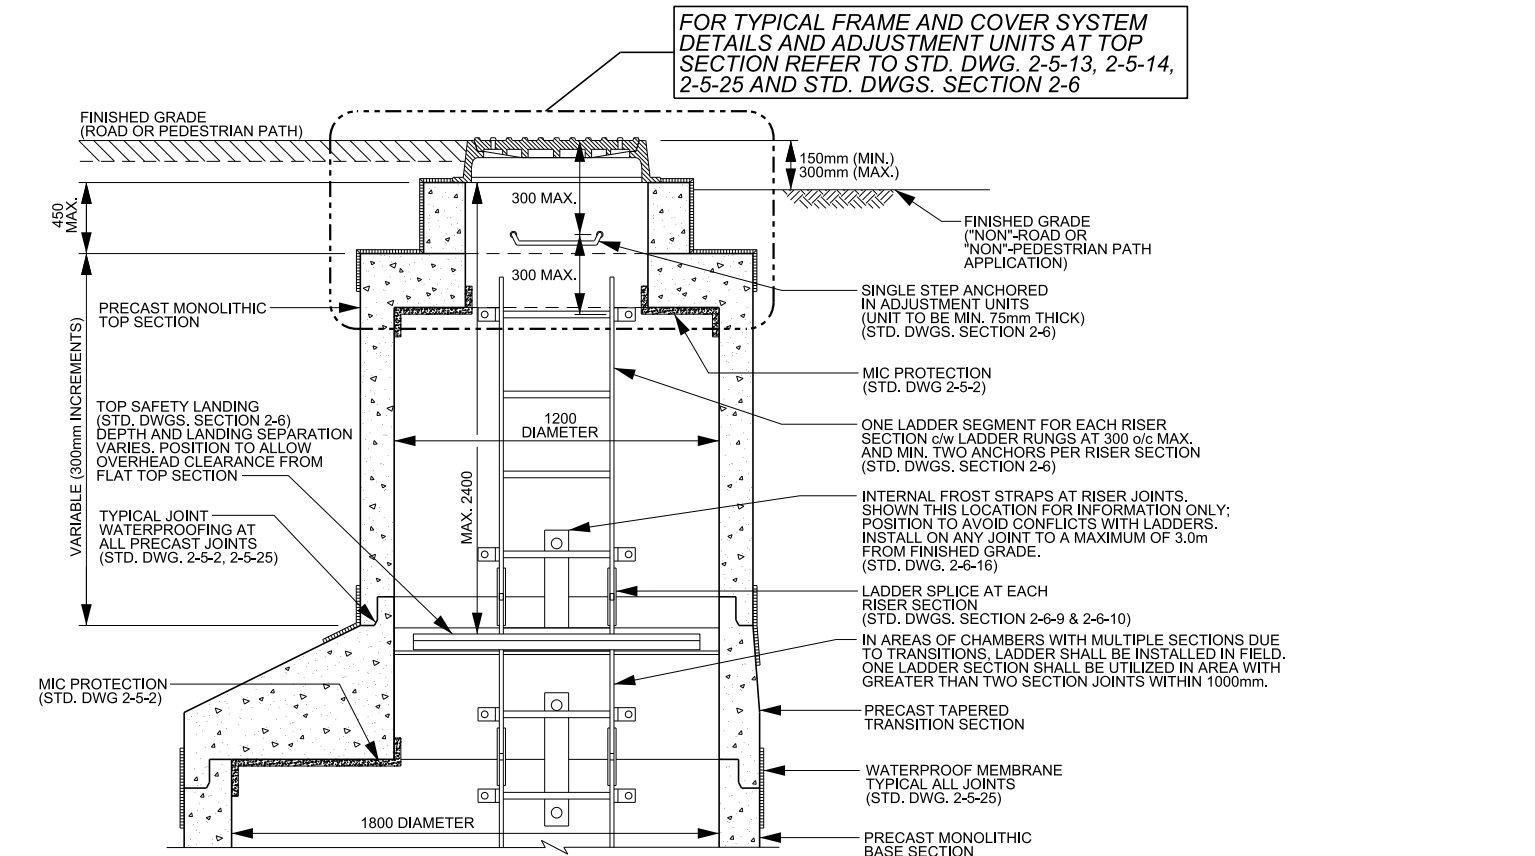 FOR TYPICAL FRAME AND COVER SYSTEM
DETAILS AND ADJUSTMENT UNITS AT TOP
SECTION REFER TO STD. DWG. 2-5-13, 2-5-14,
2-5-25 AND STD. DWGS. SECTION 2-6
FINISHED GRADE
(ROAD OR PEDESTRIAN PATH)
150mm (MIN.)
300mm (MAX.)
450
MAX.
300 MAX.
300 MAX.
FINISHED GRADE
("NON"-ROAD OR
"NON"-PEDESTRIAN PATH
APPLICATION)
PRECAST MONOLITHIC
TOP SECTION
SINGLE STEP ANCHORED
IN ADJUSTMENT UNITS
(UNIT TO BE MIN. 75mm THICK)
(STD. DWGS. SECTION 2-6)
MIC PROTECTION
(STD. DWG 2-5-2)
VARIABLE (300mm INCREMENTS)
TOP SAFETY LANDING
(STD. DWGS. SECTION 2-6)
DEPTH AND LANDING SEPARATION
VARIES. POSITION TO ALLOW
OVERHEAD CLEARANCE FROM
FLAT TOP SECTION
1200
DIAMETER
MAX. 2400
ONE LADDER SEGMENT FOR EACH RISER
SECTION c/w LADDER RUNGS AT 300 o/c MAX.
AND MIN. TWO ANCHORS PER RISER SECTION
(STD. DWGS. SECTION 2-6)
TYPICAL JOINT
WATERPROOFING AT
ALL PRECAST JOINTS
(STD. DWG. 2-5-2, 2-5-25)
INTERNAL FROST STRAPS AT RISER JOINTS.
SHOWN THIS LOCATION FOR INFORMATION ONLY;
POSITION TO AVOID CONFLICTS WITH LADDERS.
INSTALL ON ANY JOINT TO A MAXIMUM OF 3.0m
FROM FINISHED GRADE.
(STD. DWG. 2-6-16)
LADDER SPLICE AT EACH
RISER SECTION
(STD. DWGS. SECTION 2-6-9 & 2-6-10)
IN AREAS OF CHAMBERS WITH MULTIPLE SECTIONS DUE
TO TRANSITIONS, LADDER SHALL BE INSTALLED IN FIELD.
ONE LADDER SECTION SHALL BE UTILIZED IN AREA WITH
GREATER THAN TWO SECTION JOINTS WITHIN 1000mm.
MIC PROTECTION
(STD. DWG 2-5-2)
PRECAST TAPERED
TRANSITION SECTION
WATERPROOF MEMBRANE
TYPICAL ALL JOINTS
(STD. DWG. 2-5-25)
1800 DIAMETER
PRECAST MONOLITHIC
BASE SECTION